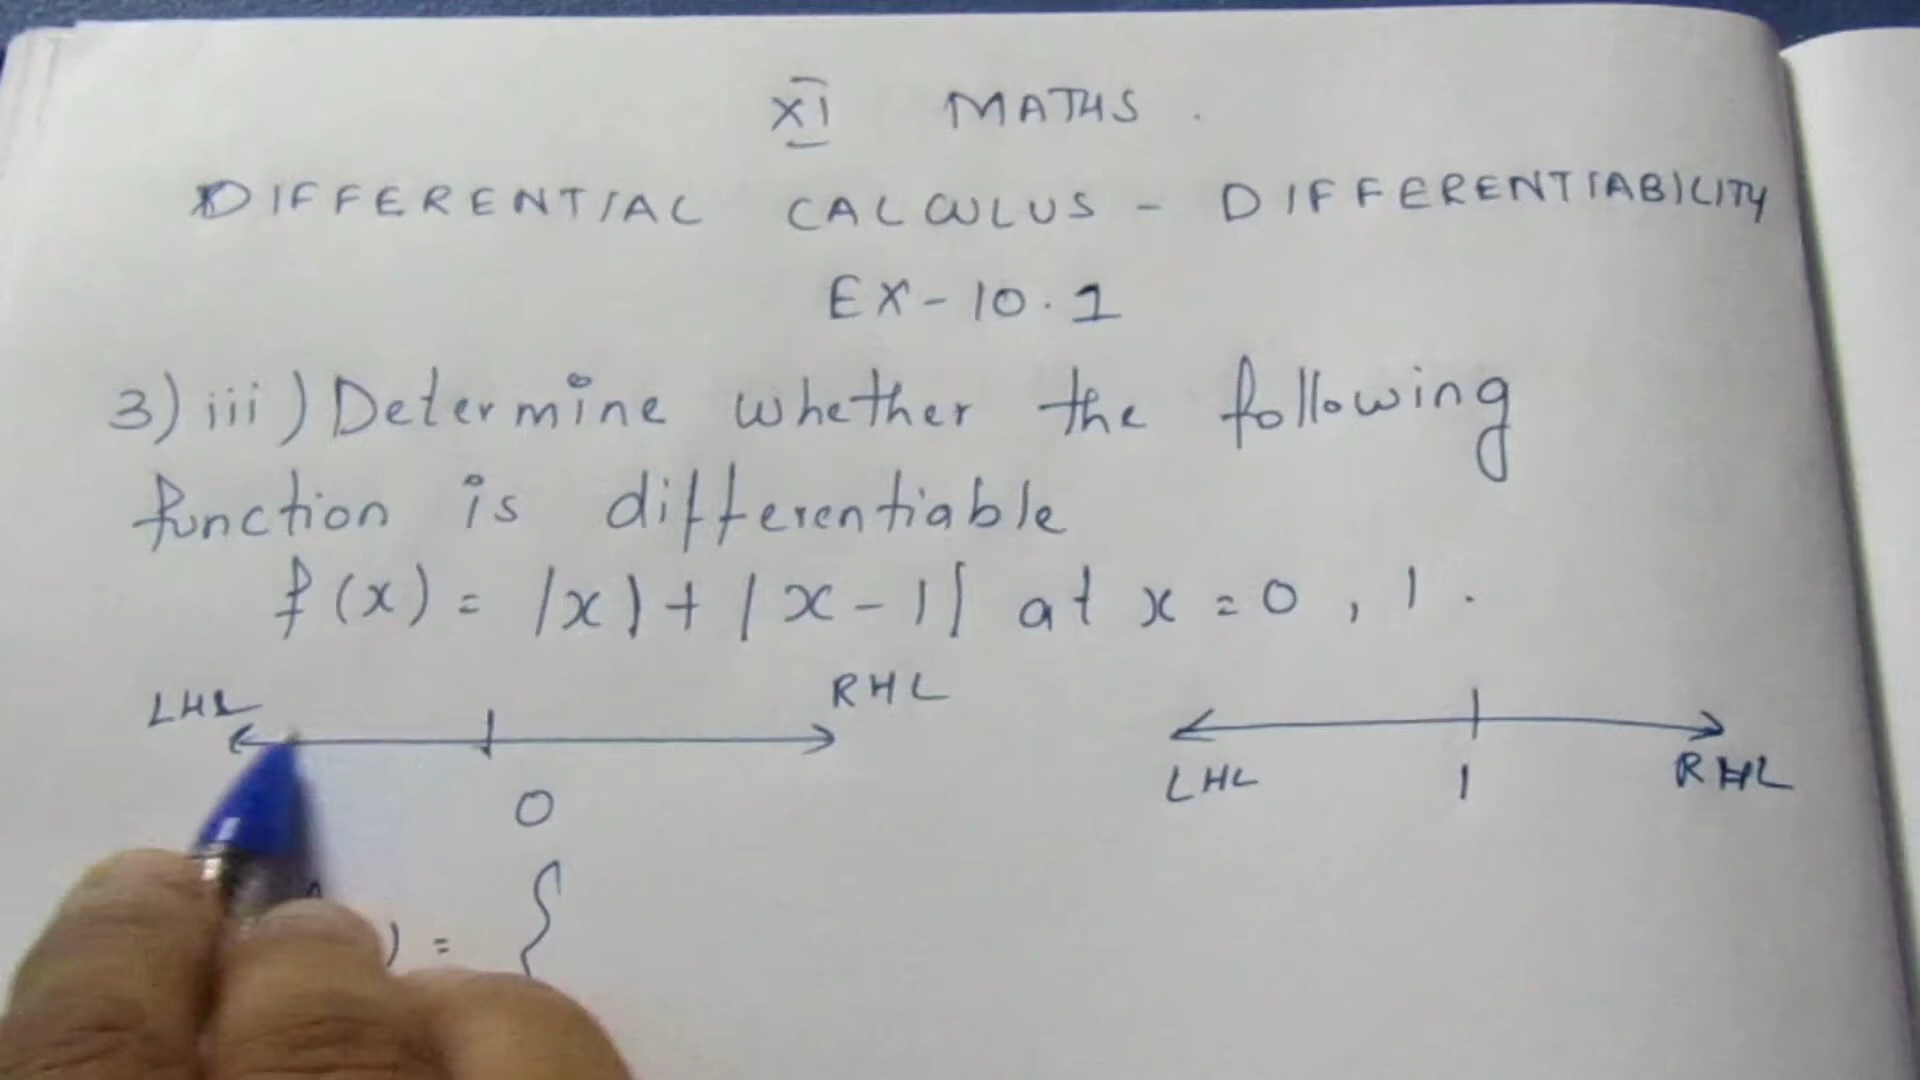 XI MATHS.
DIFFERENTIAL CALCULUS - DIFFERENTIABILITY
EX-10.1
3) iii) Determine whether the following
function is differentiable
f(x) = |x| + |x-1| at x = 0, 1.
LHL RHL
0
LHL 1 RHL
) = {